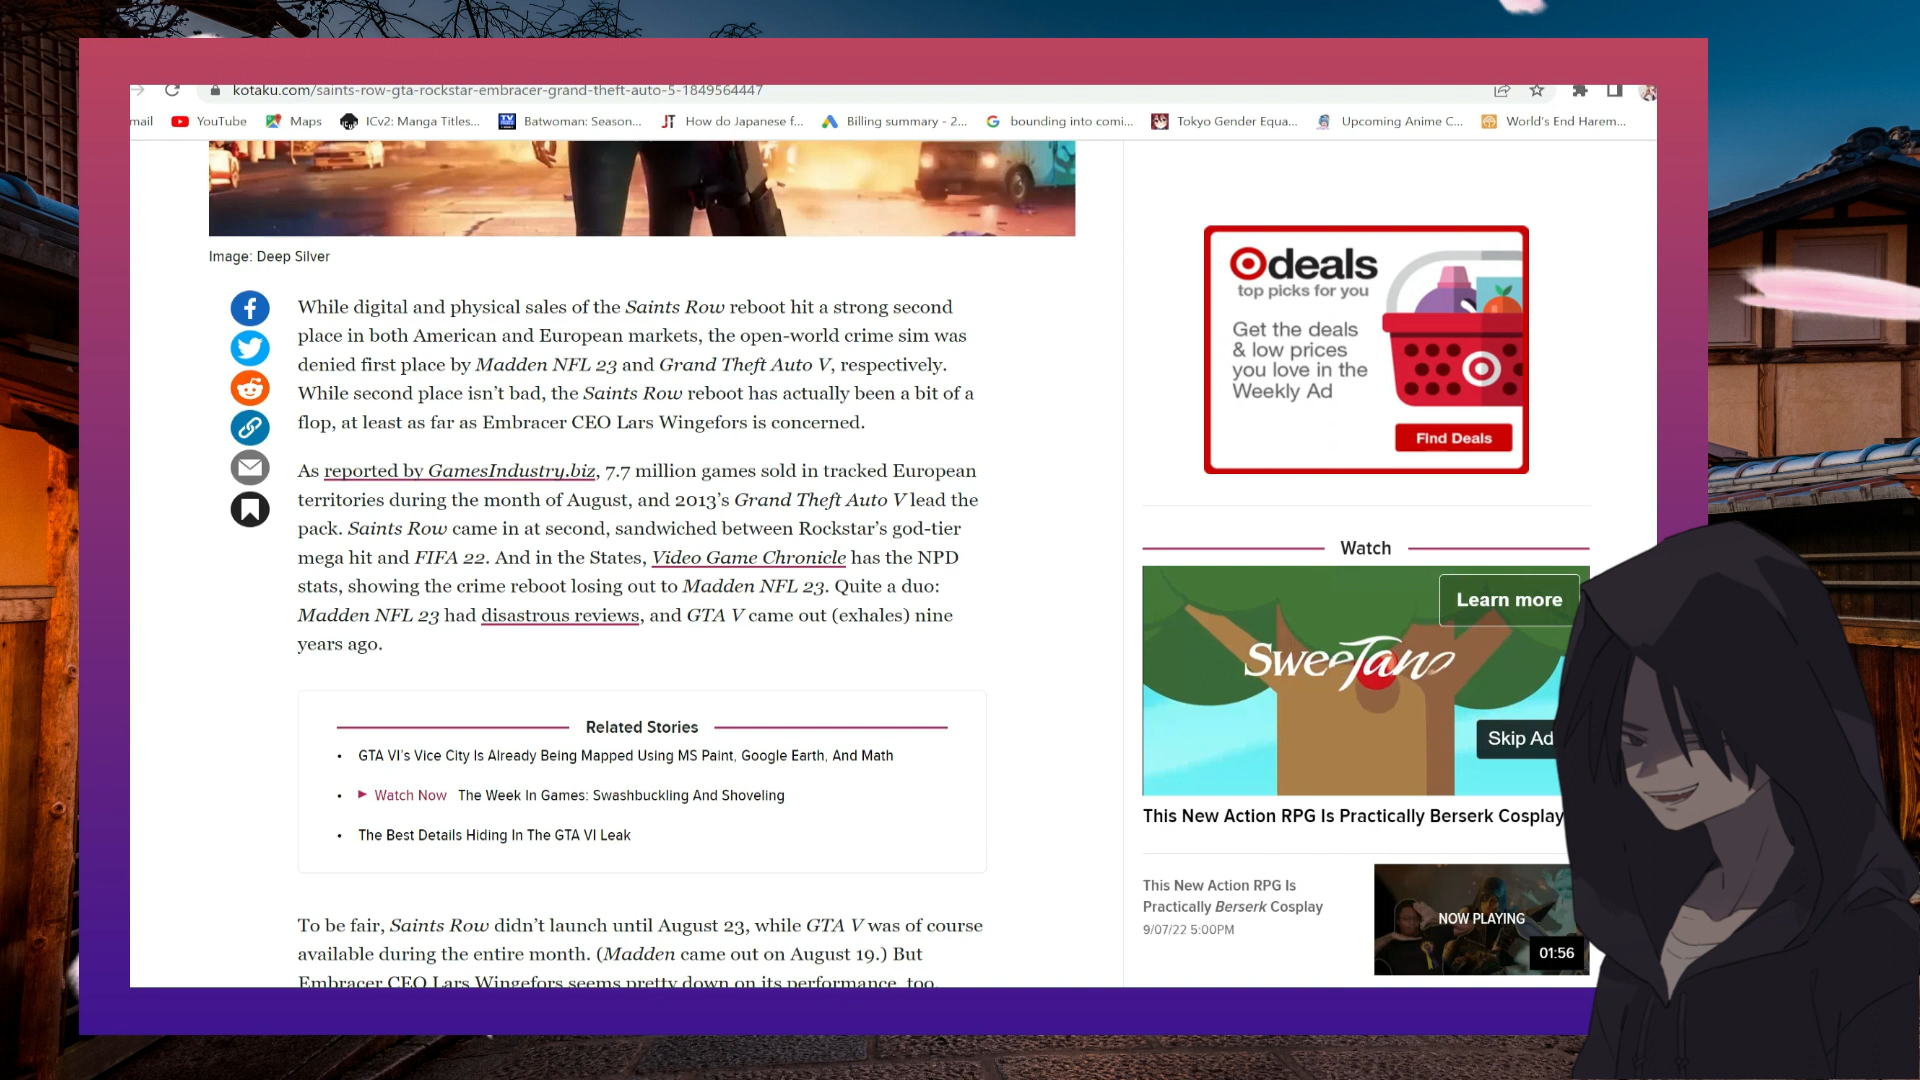 kotaku.com/saints-row-gta-rockstar-embracer-grand-theft-auto-5-1849564447
mail YouTube Maps ICv2: Manga Titles... Batwoman: Season... How do Japanese f... Billing summary - 2... bounding into comi... Tokyo Gender Equa... Upcoming Anime C... World's End Harem...
Image: Deep Silver
While digital and physical sales of the Saints Row reboot hit a strong second
place in both American and European markets, the open-world crime sim was
denied first place by Madden NFL 23 and Grand Theft Auto V, respectively.
While second place isn't bad, the Saints Row reboot has actually been a bit of a
flop, at least as far as Embracer CEO Lars Wingefors is concerned.
As reported by GamesIndustry.biz, 7.7 million games sold in tracked European
territories during the month of August, and 2013's Grand Theft Auto V lead the
pack. Saints Row came in at second, sandwiched between Rockstar's god-tier
mega hit and FIFA 22. And in the States, Video Game Chronicle has the NPD
stats, showing the crime reboot losing out to Madden NFL 23. Quite a duo:
Madden NFL 23 had disastrous reviews, and GTA V came out (exhales) nine
years ago.
Related Stories
• GTA VI's Vice City Is Already Being Mapped Using MS Paint, Google Earth, And Math
• Watch Now The Week In Games: Swashbuckling And Shoveling
• The Best Details Hiding In The GTA VI Leak
To be fair, Saints Row didn't launch until August 23, while GTA V was of course
available during the entire month. (Madden came out on August 19.) But
Embracer CEO Lars Wingefors seems pretty down on its performance, too.
deals
top picks for you
Get the deals
& low prices
you love in the
Weekly Ad
Find Deals
Watch
Learn more
SweeTango
Skip Ad
This New Action RPG Is Practically Berserk Cosplay
This New Action RPG Is
Practically Berserk Cosplay
9/07/22 5:00PM
NOW PLAYING
01:56